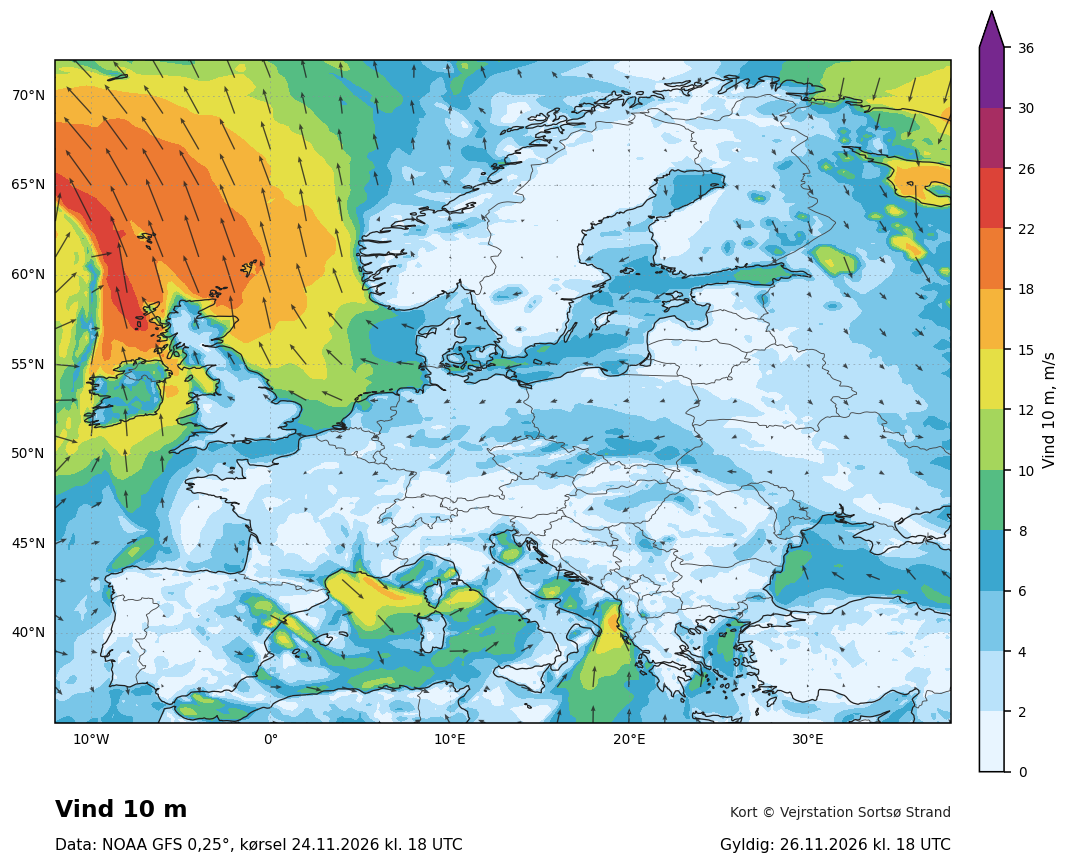 36
30
26
22
18
15
12
10
8
6
4
2
0
Vind 10 m, m/s
70°N
65°N
60°N
55°N
50°N
45°N
40°N
10°W
0°
10°E
20°E
30°E
Vind 10 m
Kort © Vejrstation Sortsø Strand
Data: NOAA GFS 0,25°, kørsel 24.11.2026 kl. 18 UTC
Gyldig: 26.11.2026 kl. 18 UTC